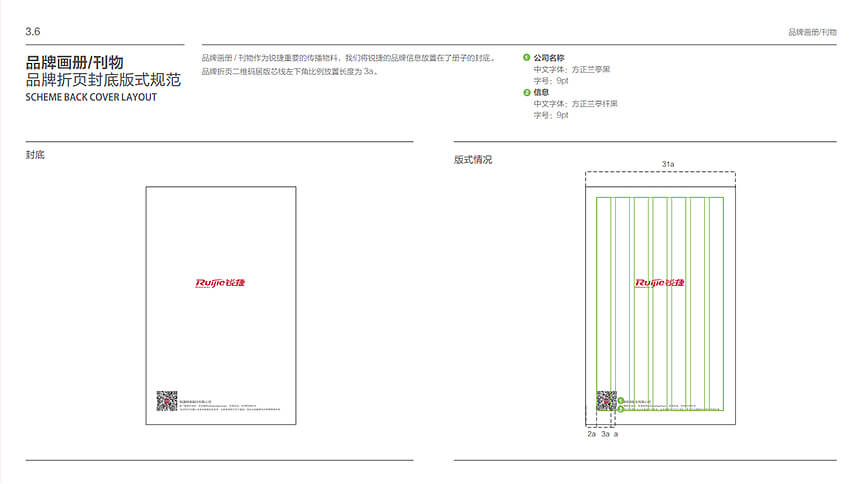 3.6
品牌画册/刊物
品牌画册/刊物
品牌折页封底版式规范
SCHEME BACK COVER LAYOUT
品牌画册 / 刊物作为锐捷重要的传播物料，我们将锐捷的品牌信息放置在了册子的封底。
品牌折页二维码居版芯线左下角比例放置长度为 3a。
1 公司名称
中文字体：方正兰亭黑
字号：9pt
2 信息
中文字体：方正兰亭纤黑
字号：9pt
封底
Ruijie锐捷
版式情况
31a
Ruijie锐捷
1
2
2a 3a a